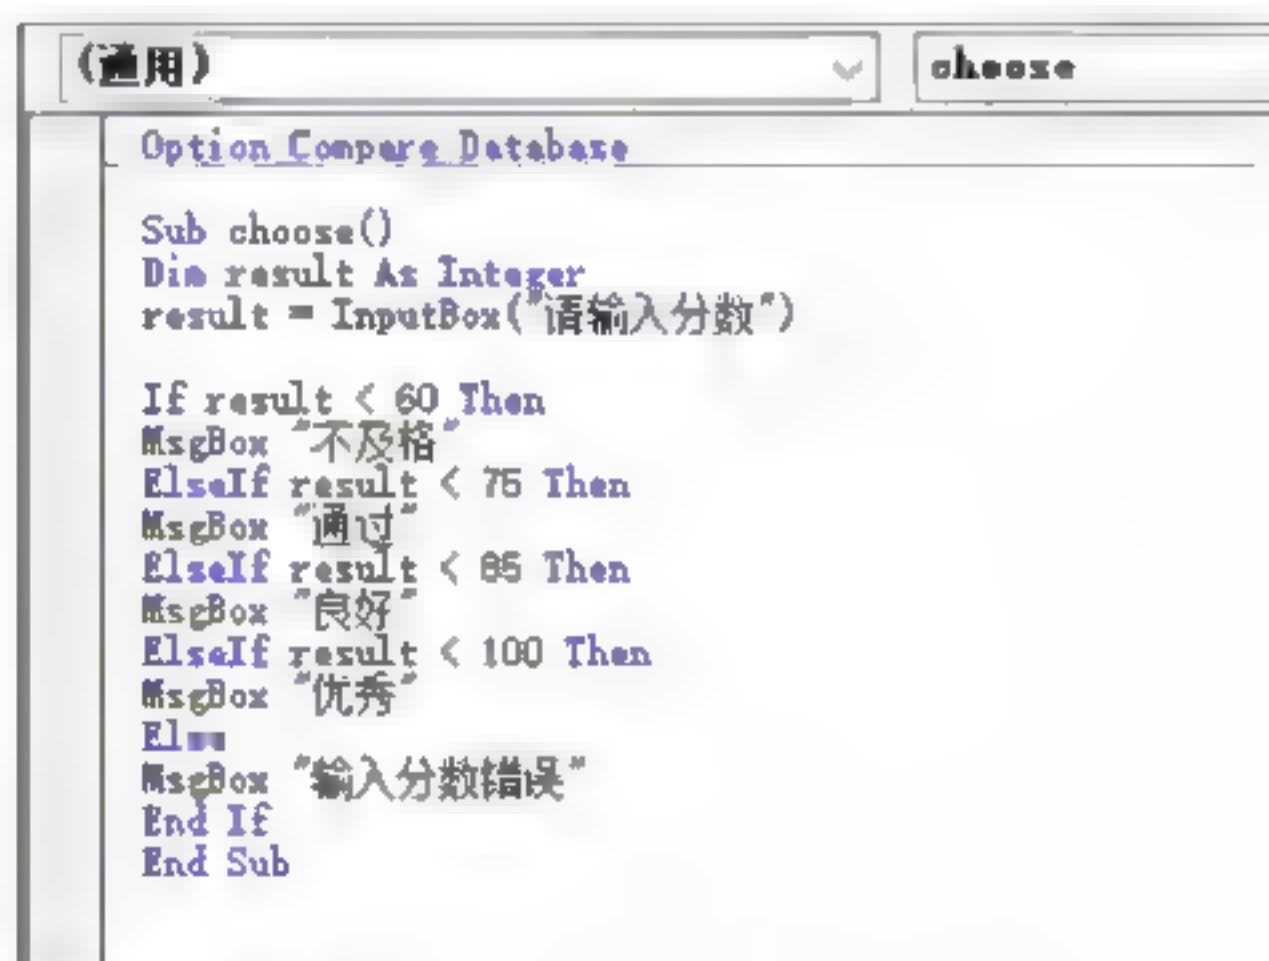 (通用)
choose
Option Compare Database
Sub choose()
Dim result As Integer
result = InputBox("请输入分数")
If result < 60 Then
MsgBox "不及格"
ElseIf result < 75 Then
MsgBox "通过"
ElseIf result < 85 Then
MsgBox "良好"
ElseIf result < 100 Then
MsgBox "优秀"
Else
MsgBox "输入分数错误"
End If
End Sub